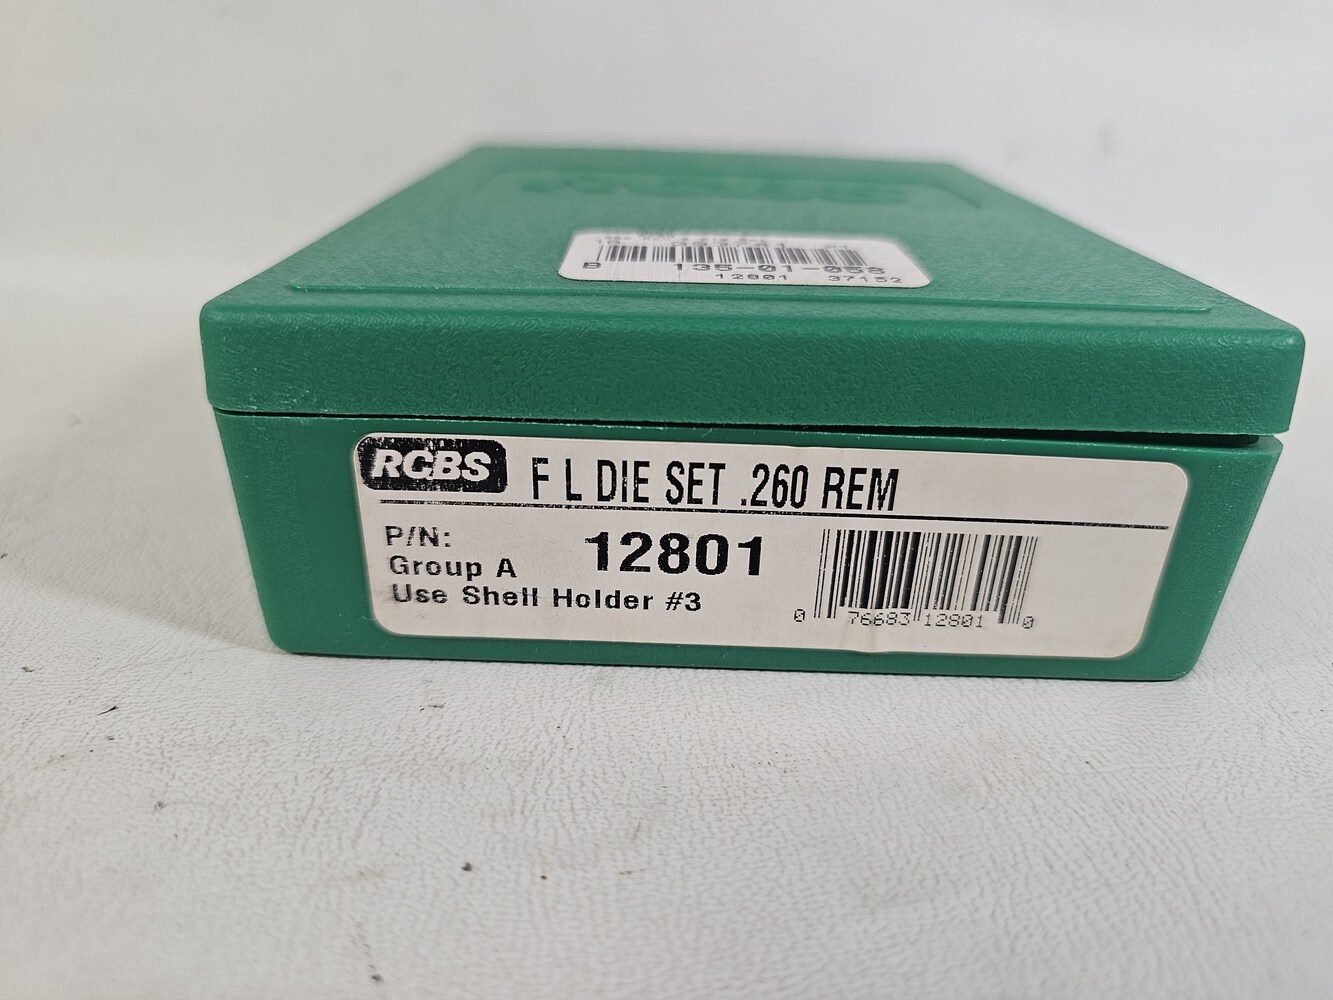 B 135-01-058
12801 37152
RCBS F L DIE SET .260 REM
P/N: 12801
Group A
Use Shell Holder #3
0 76683 12801 0